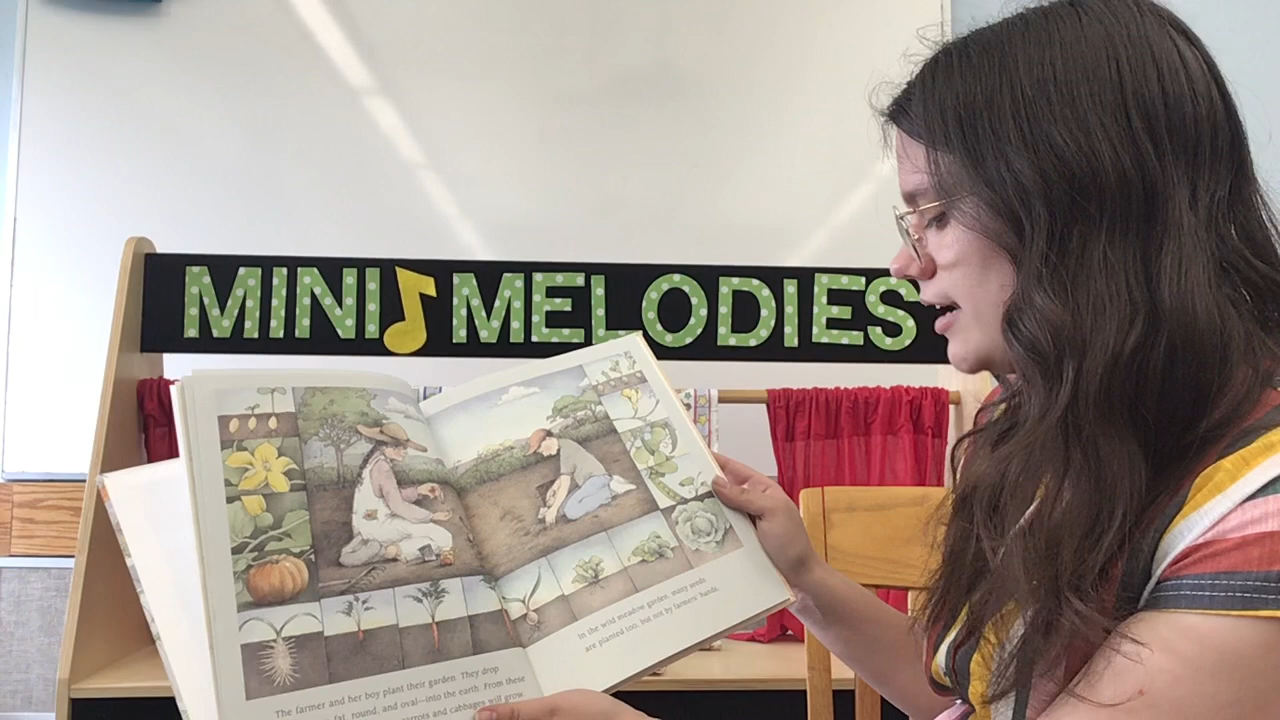 MINI MELODIES
The farmer and her boy plant their garden. They drop
fat, round, and oval—into the earth. From these
carrots and cabbages will grow.
In the wild meadow garden, many seeds
are planted too, but not by farmers' hands.